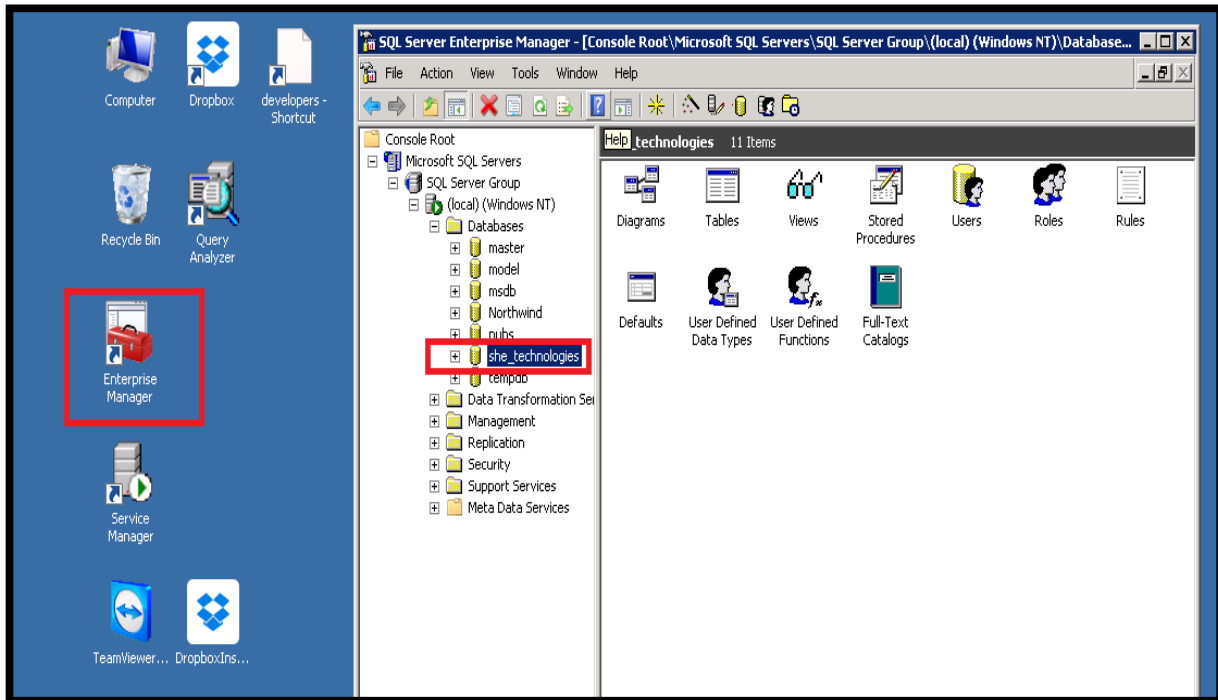 Computer
Dropbox
developers -
Shortcut
Recycle Bin
Query
Analyzer
Enterprise
Manager
Service
Manager
TeamViewer...
DropboxIns...
SQL Server Enterprise Manager - [Console Root\Microsoft SQL Servers\SQL Server Group\(local) (Windows NT)\Database...
File Action View Tools Window Help
Console Root
Microsoft SQL Servers
SQL Server Group
(local) (Windows NT)
Databases
master
model
msdb
Northwind
pubs
she_technologies
tempdb
Data Transformation Ser
Management
Replication
Security
Support Services
Meta Data Services
Help _technologies 11 Items
Diagrams
Tables
Views
Stored
Procedures
Users
Roles
Rules
Defaults
User Defined
Data Types
User Defined
Functions
Full-Text
Catalogs